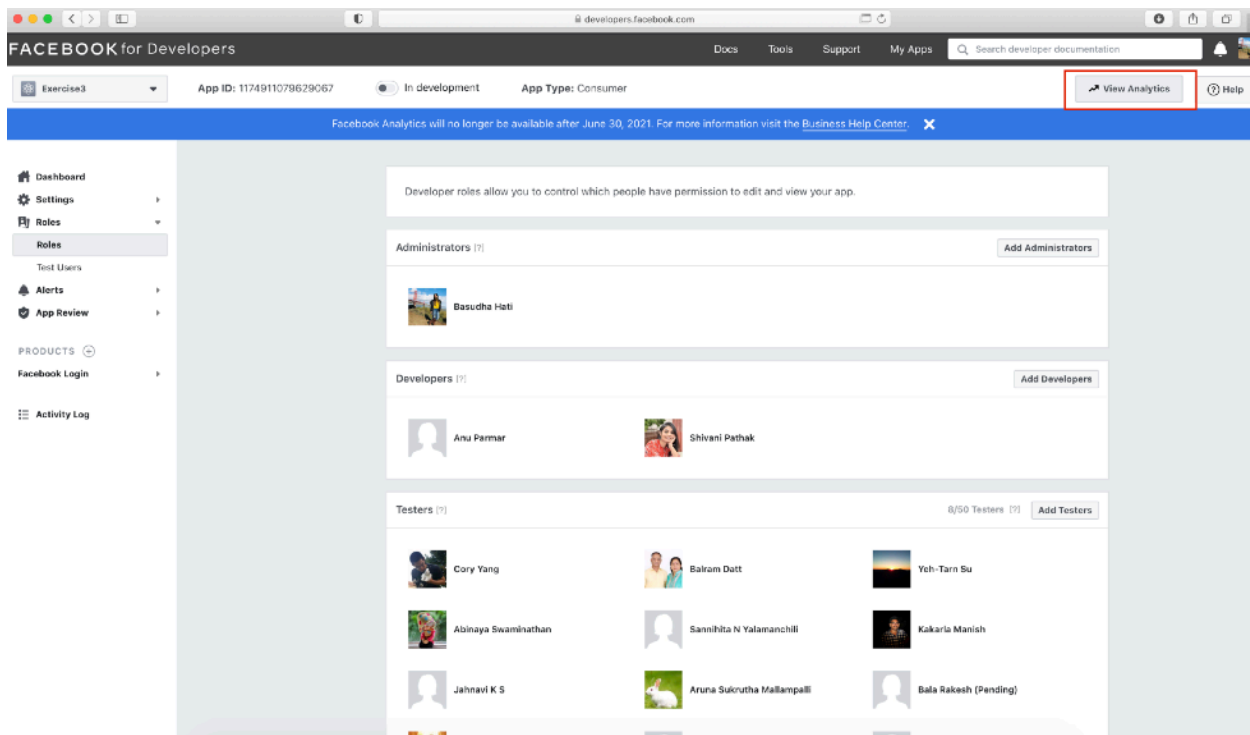 developers.facebook.com
FACEBOOK for Developers
Docs Tools Support My Apps Search developer documentation
Exercise3 App ID: 1174911079629067 In development App Type: Consumer View Analytics Help
Facebook Analytics will no longer be available after June 30, 2021. For more information visit the Business Help Center.
Dashboard
Settings
Roles
Roles
Test Users
Alerts
App Review
PRODUCTS
Facebook Login
Activity Log
Developer roles allow you to control which people have permission to edit and view your app.
Administrators [?] Add Administrators
Basudha Hati
Developers [?] Add Developers
Anu Parmar Shivani Pathak
Testers [?] 8/50 Testers [?] Add Testers
Cory Yang Balram Datt Yeh-Tarn Su
Abinaya Swaminathan Sannihita N Yalamanchili Kakarla Manish
Jahnavi K S Aruna Sukrutha Mallampalli Bala Rakesh (Pending)